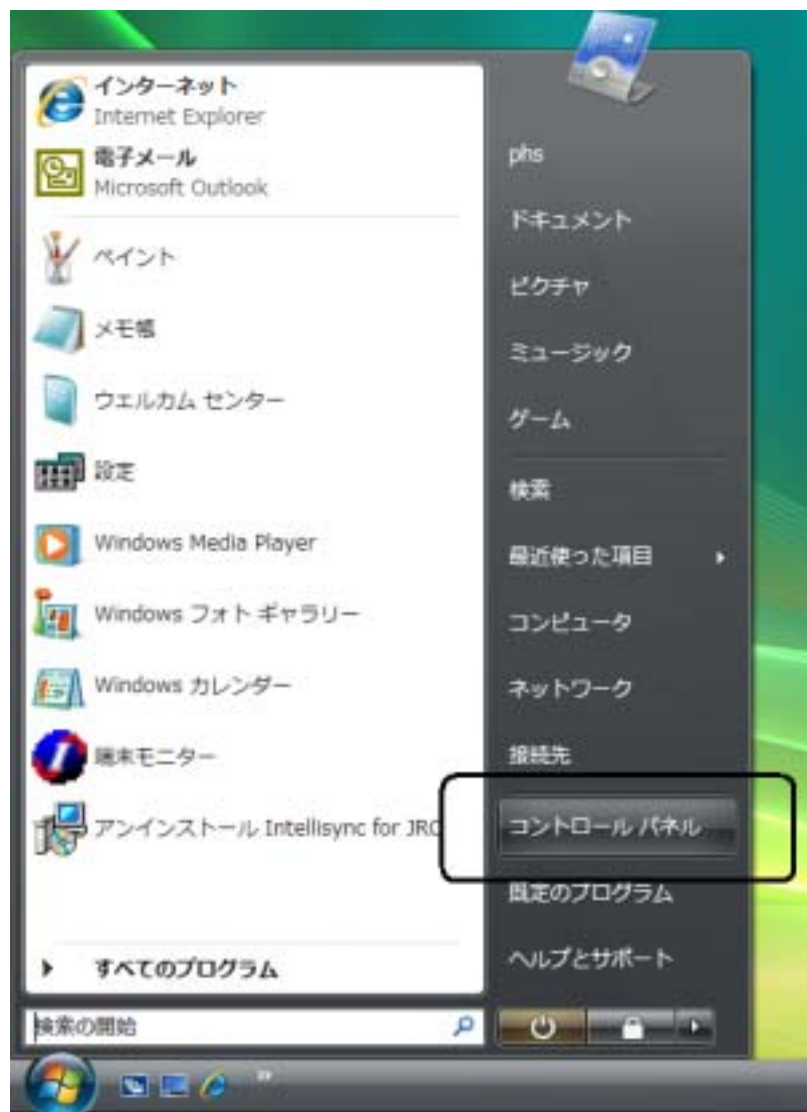 インターネット
Internet Explorer
電子メール
Microsoft Outlook
ペイント
メモ帳
ウェルカム センター
設定
Windows Media Player
Windows フォト ギャラリー
Windows カレンダー
端末モニター
アンインストール Intellisync for JRC
すべてのプログラム
検索の開始
phs
ドキュメント
ピクチャ
ミュージック
ゲーム
検索
最近使った項目
コンピュータ
ネットワーク
接続先
コントロール パネル
既定のプログラム
ヘルプとサポート